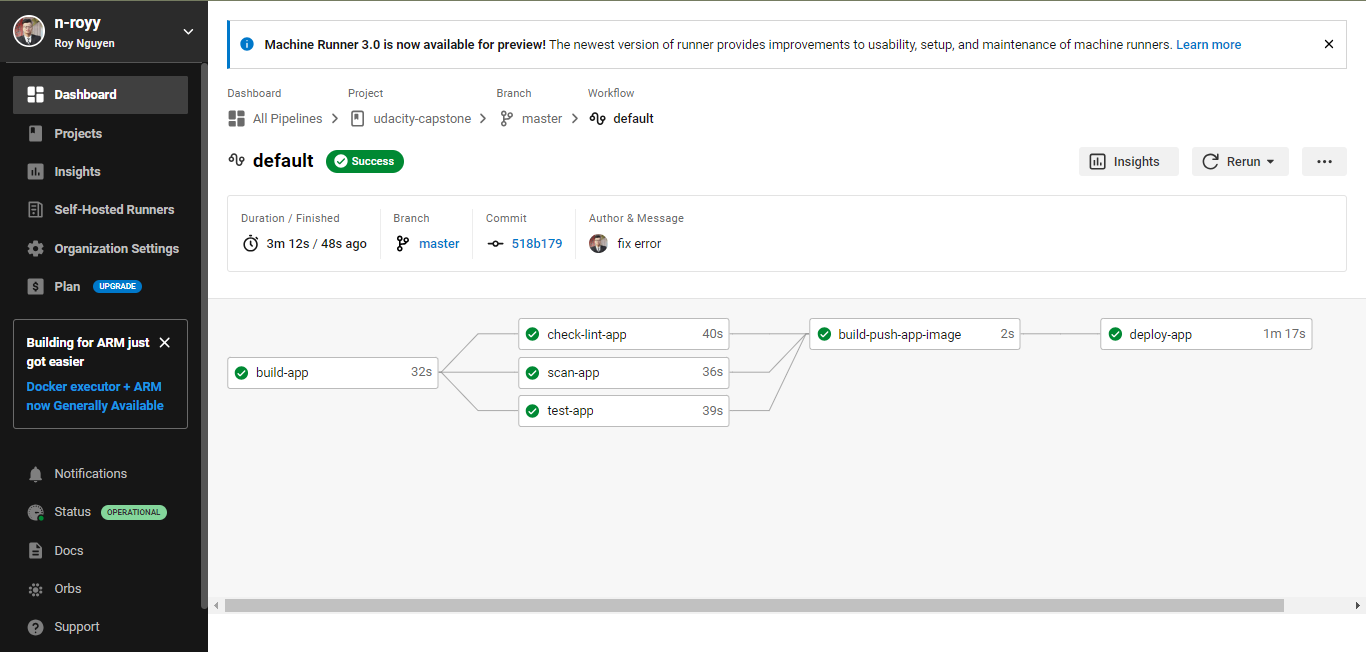 n-royy
Roy Nguyen
Dashboard
Projects
Insights
Self-Hosted Runners
Organization Settings
Plan UPGRADE
Building for ARM just
got easier
Docker executor + ARM
now Generally Available
Notifications
Status OPERATIONAL
Docs
Orbs
Support
Machine Runner 3.0 is now available for preview! The newest version of runner provides improvements to usability, setup, and maintenance of machine runners. Learn more
Dashboard Project Branch Workflow
All Pipelines udacity-capstone master default
default Success
Insights Rerun
Duration / Finished Branch Commit Author & Message
3m 12s / 48s ago master 518b179 fix error
check-lint-app 40s build-push-app-image 2s deploy-app 1m 17s
build-app 32s scan-app 36s
test-app 39s